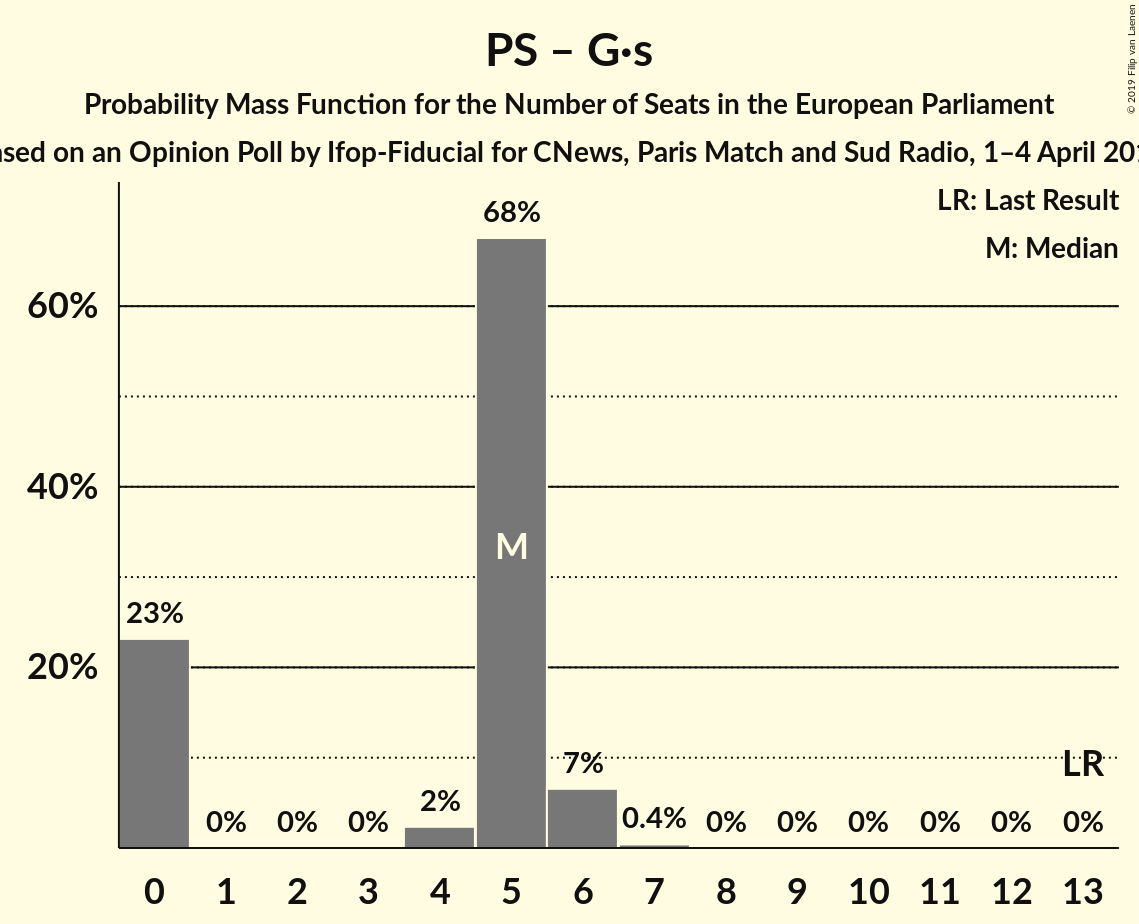 © 2019 Filip van Laenen
PS – G·s
Probability Mass Function for the Number of Seats in the European Parliament
on an Opinion Poll by Ifop-Fiducial for CNews, Paris Match and Sud Radio, 1–4 April
LR: Last Result
M: Median
68%
60%
40%
M
23%
20%
LR
7%
2%
0% 0% 0% 0.4% 0% 0% 0% 0% 0% 0%
0 1 2 3 4 5 6 7 8 9 10 11 12 13